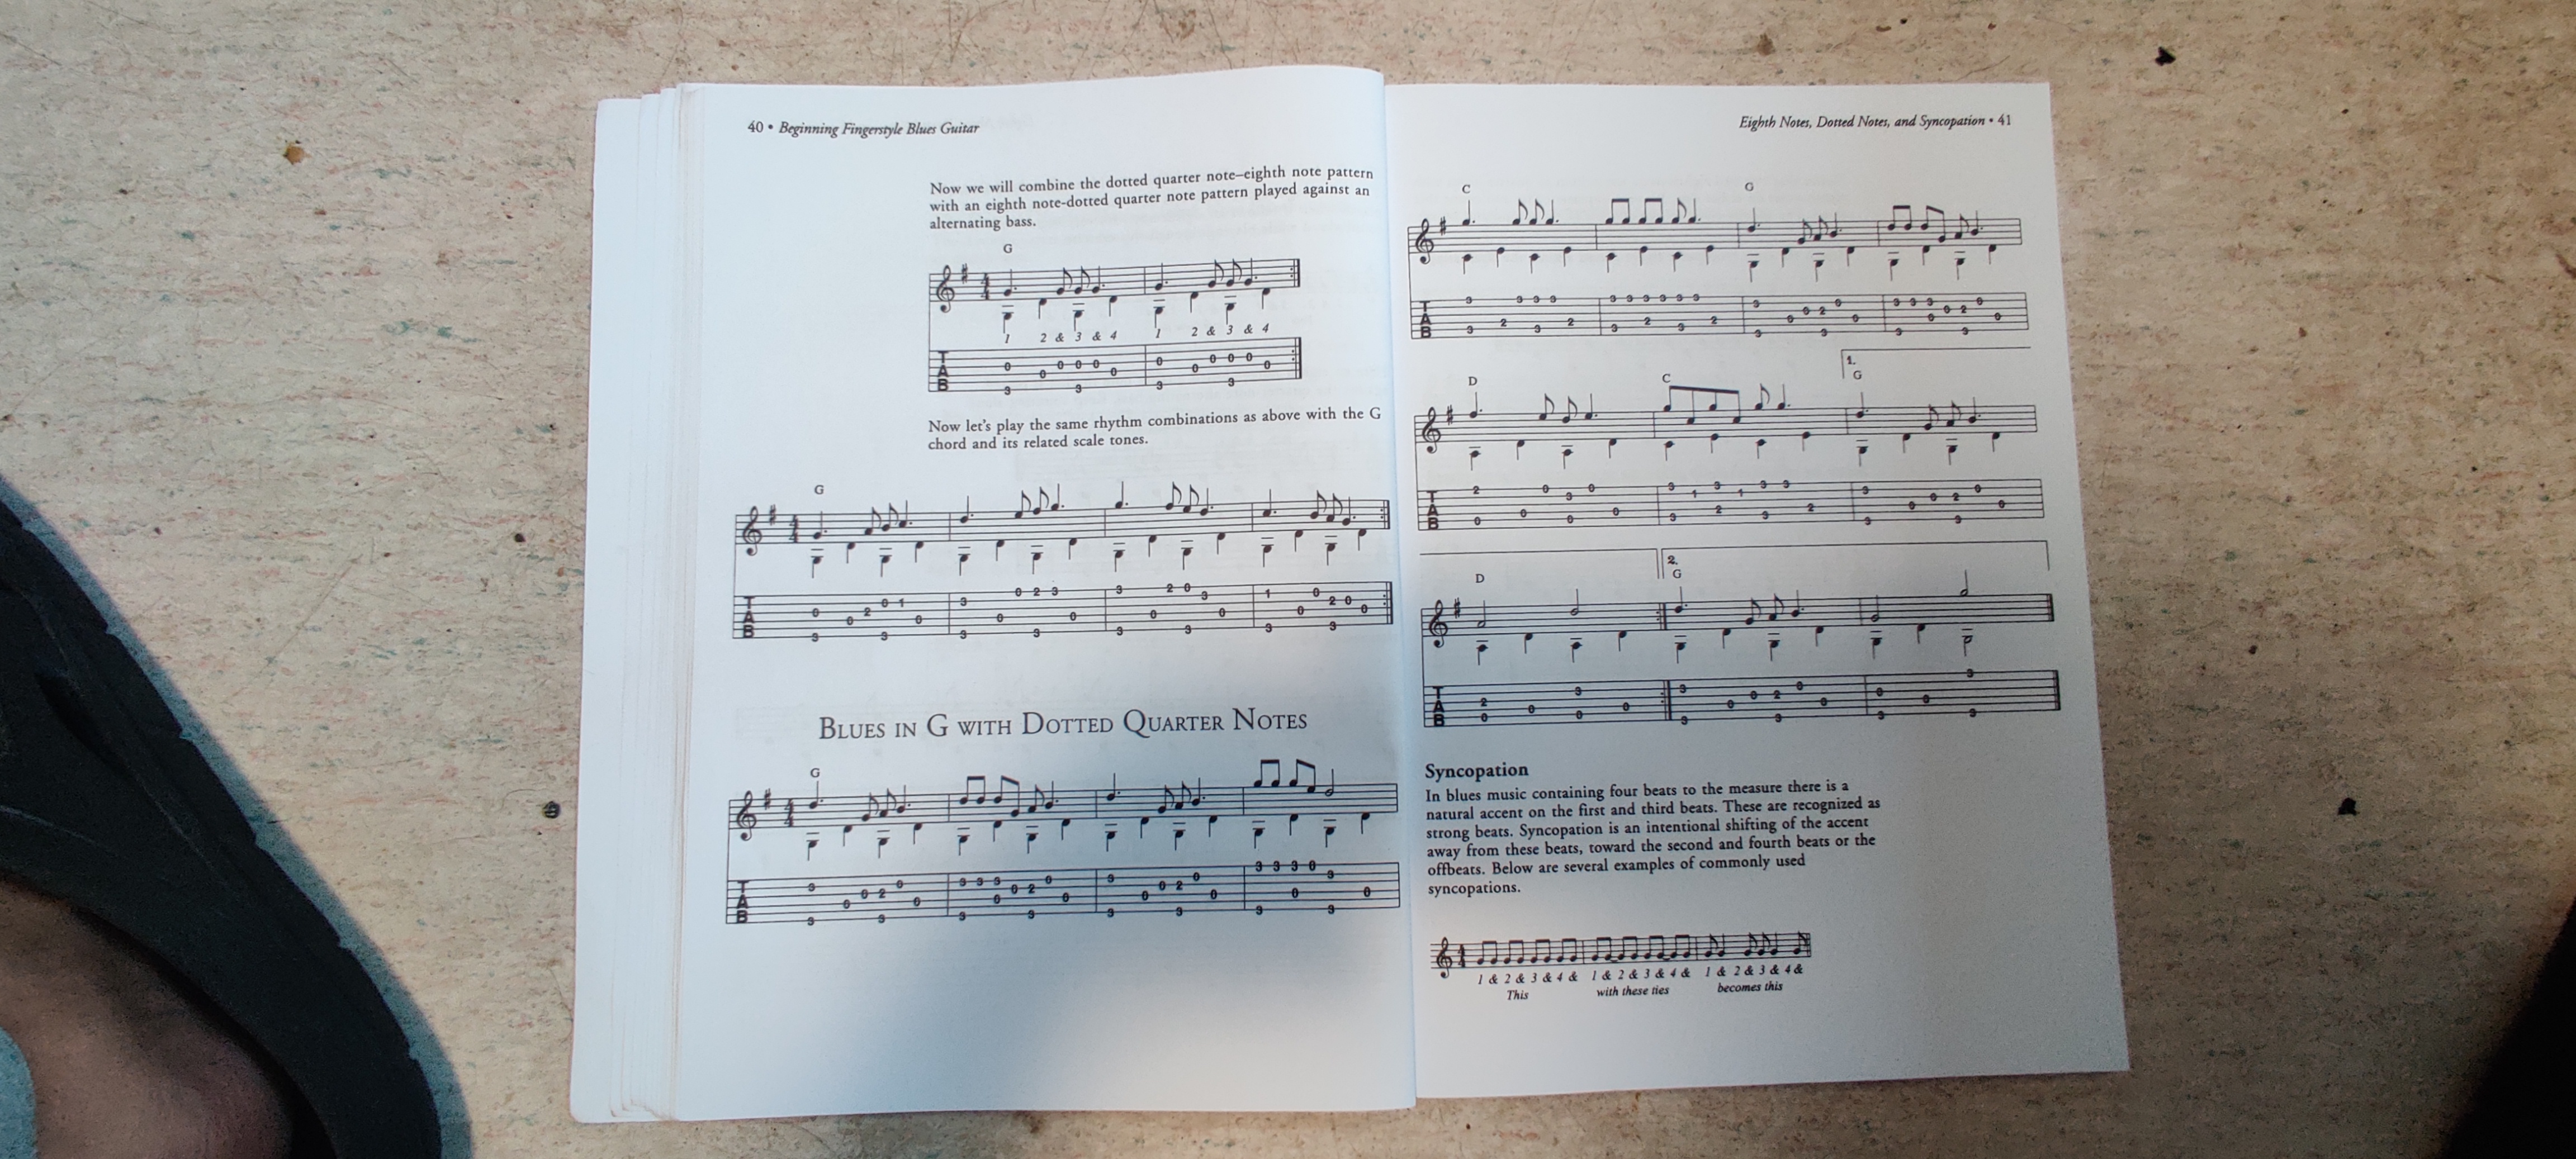 40 • Beginning Fingerstyle Blues Guitar
Now we will combine the dotted quarter note–eighth note pattern
with an eighth note-dotted quarter note pattern played against an
alternating bass.
G
1 2 & 3 & 4 1 2 & 3 & 4
Now let's play the same rhythm combinations as above with the G
chord and its related scale tones.
G
BLUES IN G WITH DOTTED QUARTER NOTES
G
Eighth Notes, Dotted Notes, and Syncopation • 41
C G
1.
D C G
2.
D G
Syncopation
In blues music containing four beats to the measure there is a
natural accent on the first and third beats. These are recognized as
strong beats. Syncopation is an intentional shifting of the accent
away from these beats, toward the second and fourth beats or the
offbeats. Below are several examples of commonly used
syncopations.
1 & 2 & 3 & 4 & 1 & 2 & 3 & 4 & 1 & 2 & 3 & 4 &
This with these ties becomes this